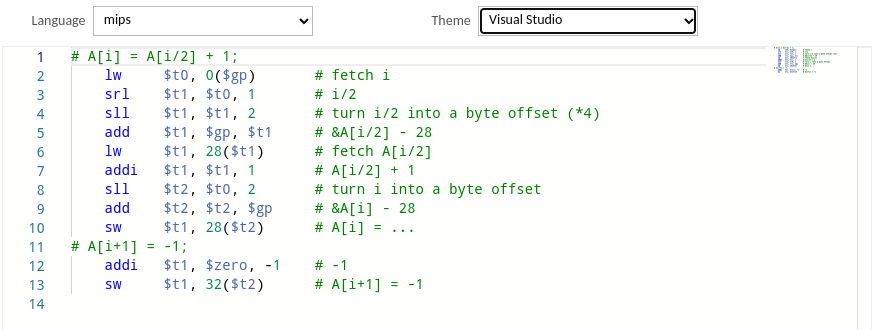 Language mips Theme Visual Studio
1 # A[i] = A[i/2] + 1;
2 lw $t0, 0($gp) # fetch i
3 srl $t1, $t0, 1 # i/2
4 sll $t1, $t1, 2 # turn i/2 into a byte offset (*4)
5 add $t1, $gp, $t1 # &A[i/2] - 28
6 lw $t1, 28($t1) # fetch A[i/2]
7 addi $t1, $t1, 1 # A[i/2] + 1
8 sll $t2, $t0, 2 # turn i into a byte offset
9 add $t2, $t2, $gp # &A[i] - 28
10 sw $t1, 28($t2) # A[i] = ...
11 # A[i+1] = -1;
12 addi $t1, $zero, -1 # -1
13 sw $t1, 32($t2) # A[i+1] = -1
14